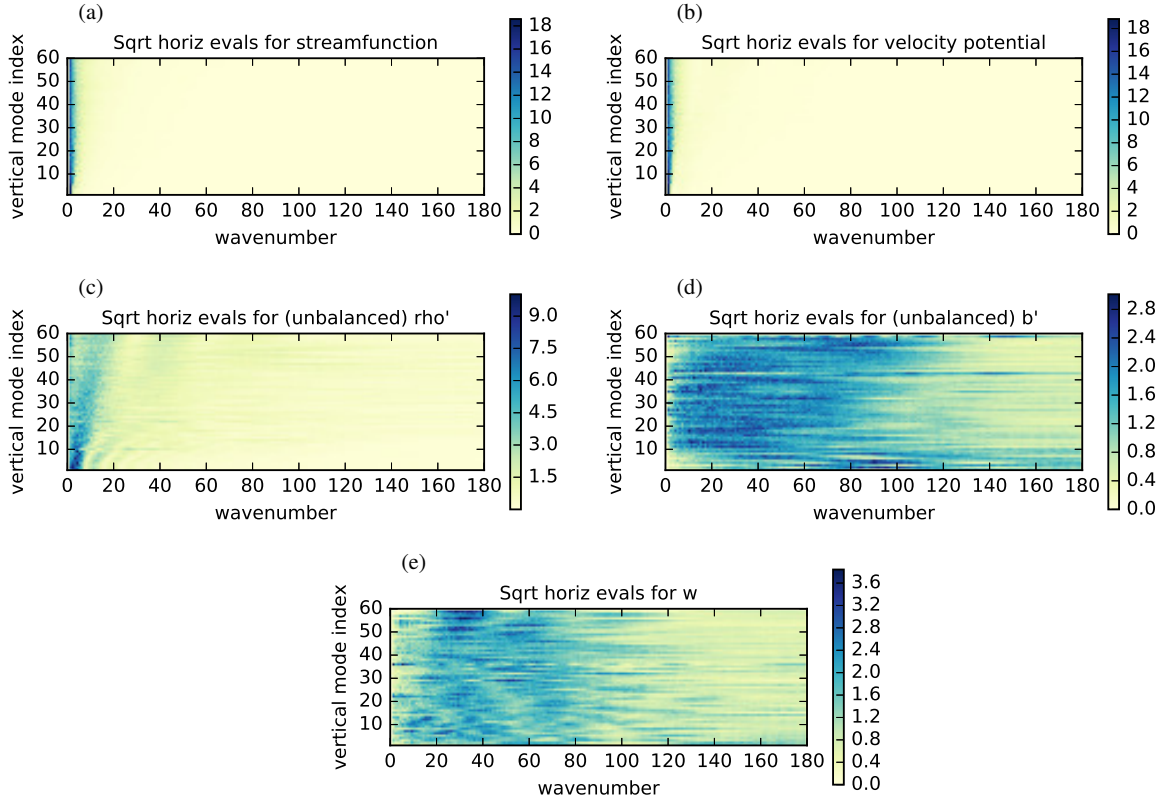 (a)
Sqrt horiz evals for streamfunction
vertical mode index
60
50
40
30
20
10
0 20 40 60 80 100 120 140 160 180
wavenumber
18
16
14
12
10
8
6
4
2
0
(b)
Sqrt horiz evals for velocity potential
vertical mode index
60
50
40
30
20
10
0 20 40 60 80 100 120 140 160 180
wavenumber
18
16
14
12
10
8
6
4
2
0
(c)
Sqrt horiz evals for (unbalanced) rho'
vertical mode index
60
50
40
30
20
10
0 20 40 60 80 100 120 140 160 180
wavenumber
9.0
7.5
6.0
4.5
3.0
1.5
(d)
Sqrt horiz evals for (unbalanced) b'
vertical mode index
60
50
40
30
20
10
0 20 40 60 80 100 120 140 160 180
wavenumber
2.8
2.4
2.0
1.6
1.2
0.8
0.4
0.0
(e)
Sqrt horiz evals for w
vertical mode index
60
50
40
30
20
10
0 20 40 60 80 100 120 140 160 180
wavenumber
3.6
3.2
2.8
2.4
2.0
1.6
1.2
0.8
0.4
0.0